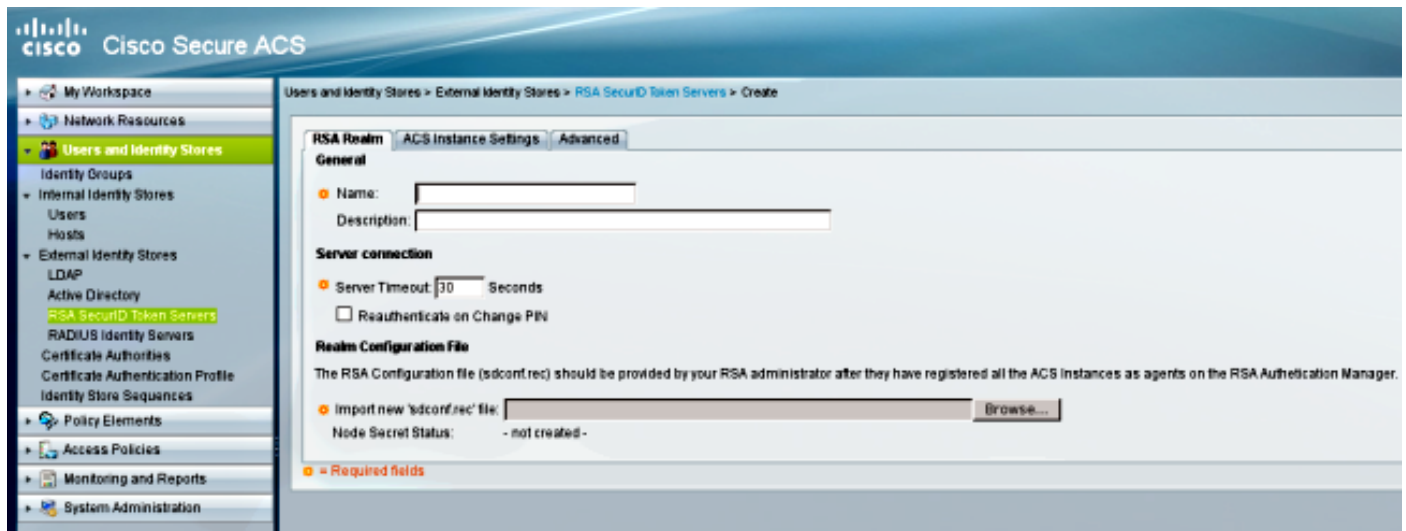 CISCO Cisco Secure ACS
My Workspace
Network Resources
Users and Identity Stores
Identity Groups
Internal Identity Stores
Users
Hosts
External Identity Stores
LDAP
Active Directory
RSA SecurID Token Servers
RADIUS Identity Servers
Certificate Authorities
Certificate Authentication Profile
Identity Store Sequences
Policy Elements
Access Policies
Monitoring and Reports
System Administration
Users and Identity Stores > External Identity Stores > RSA SecurID Token Servers > Create
RSA Realm ACS Instance Settings Advanced
General
Name:
Description:
Server connection
Server Timeout: 30 Seconds
Reauthenticate on Change PIN
Realm Configuration File
The RSA Configuration file (sdconf.rec) should be provided by your RSA administrator after they have registered all the ACS Instances as agents on the RSA Authetication Manager.
Import new 'sdconf.rec' file: Browse...
Node Secret Status: - not created -
= Required fields